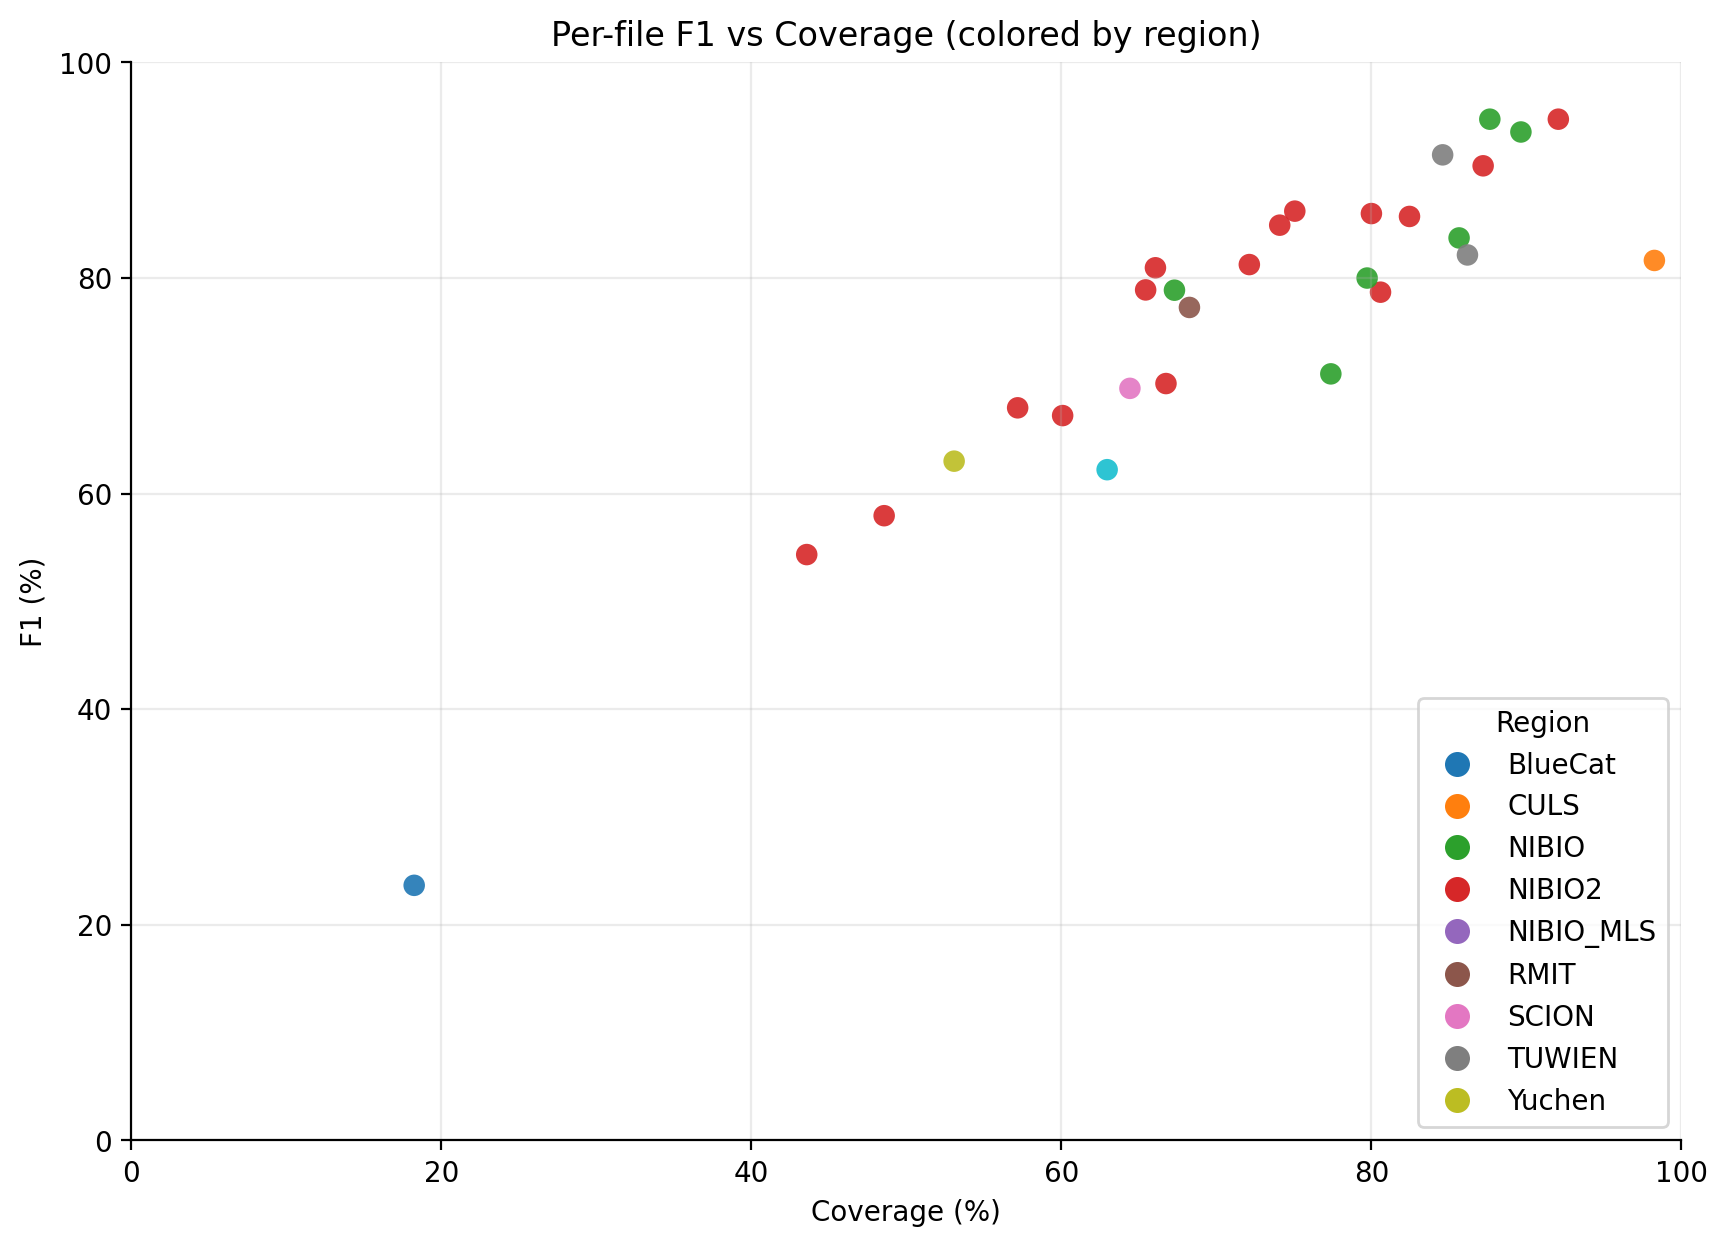 Per-file F1 vs Coverage (colored by region)
100
80
60
40
20
0
F1 (%)
0 20 40 60 80 100
Coverage (%)
Region
BlueCat
CULS
NIBIO
NIBIO2
NIBIO_MLS
RMIT
SCION
TUWIEN
Yuchen